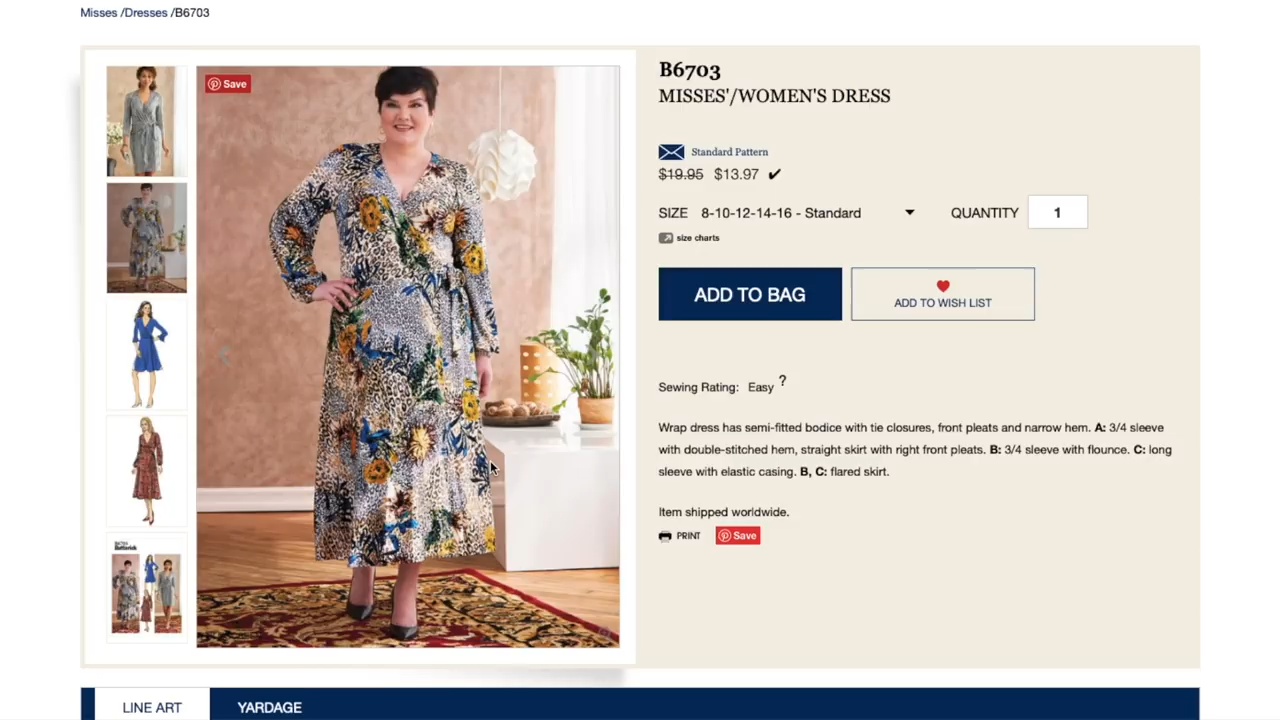 Misses /Dresses /B6703
Save
B6703
MISSES'/WOMEN'S DRESS
Standard Pattern
$19.95 $13.97 ✔
SIZE 8-10-12-14-16 - Standard QUANTITY 1
size charts
ADD TO BAG
ADD TO WISH LIST
Sewing Rating: Easy ?
Wrap dress has semi-fitted bodice with tie closures, front pleats and narrow hem. A: 3/4 sleeve
with double-stitched hem, straight skirt with right front pleats. B: 3/4 sleeve with flounce. C: long
sleeve with elastic casing. B, C: flared skirt.
Item shipped worldwide.
PRINT Save
B6703
Butterick
LINE ART YARDAGE